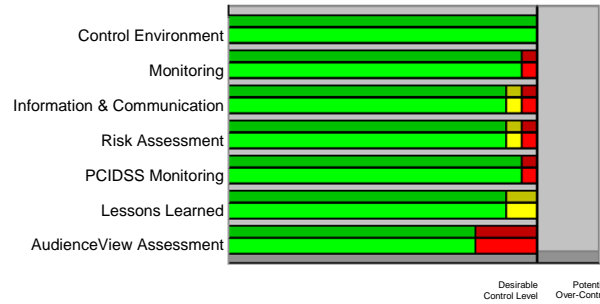 Control Environment
Monitoring
Information & Communication
Risk Assessment
PCIDSS Monitoring
Lessons Learned
AudienceView Assessment
Desirable
Control Level